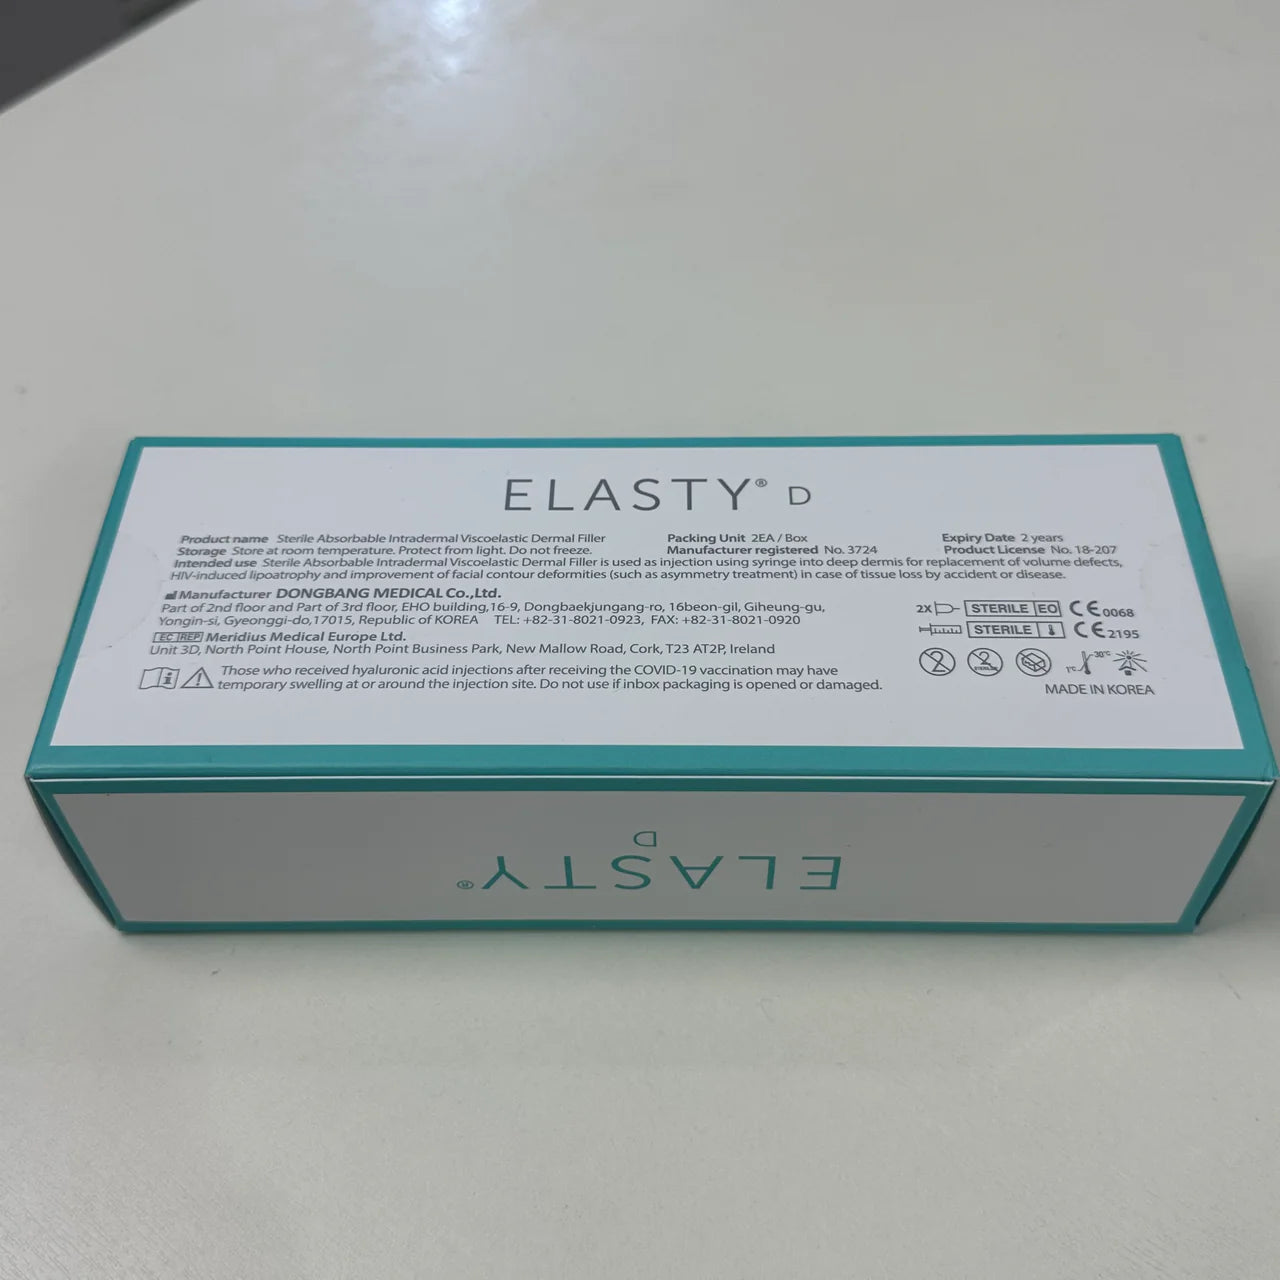 ELASTY® D
Product name Sterile Absorbable Intradermal Viscoelastic Dermal Filler Packing Unit 2EA / Box Expiry Date 2 years
Storage Store at room temperature. Protect from light. Do not freeze. Manufacturer registered No. 3724 Product License No. 18-207
Intended use Sterile Absorbable Intradermal Viscoelastic Dermal Filler is used as injection using syringe into deep dermis for replacement of volume defects,
HIV-induced lipoatrophy and improvement of facial contour deformities (such as asymmetry treatment) in case of tissue loss by accident or disease.
Manufacturer DONGBANG MEDICAL Co.,Ltd.
Part of 2nd floor and Part of 3rd floor, EHO building,16-9, Dongbaekjungang-ro, 16beon-gil, Giheung-gu,
Yongin-si, Gyeonggi-do,17015, Republic of KOREA TEL: +82-31-8021-0923, FAX: +82-31-8021-0920
EC REP Meridius Medical Europe Ltd.
Unit 3D, North Point House, North Point Business Park, New Mallow Road, Cork, T23 AT2P, Ireland
Those who received hyaluronic acid injections after receiving the COVID-19 vaccination may have
temporary swelling at or around the injection site. Do not use if inbox packaging is opened or damaged.
2X STERILE EO CE 0068
STERILE CE 2195
1°C 30°C
MADE IN KOREA
ELASTY®
D